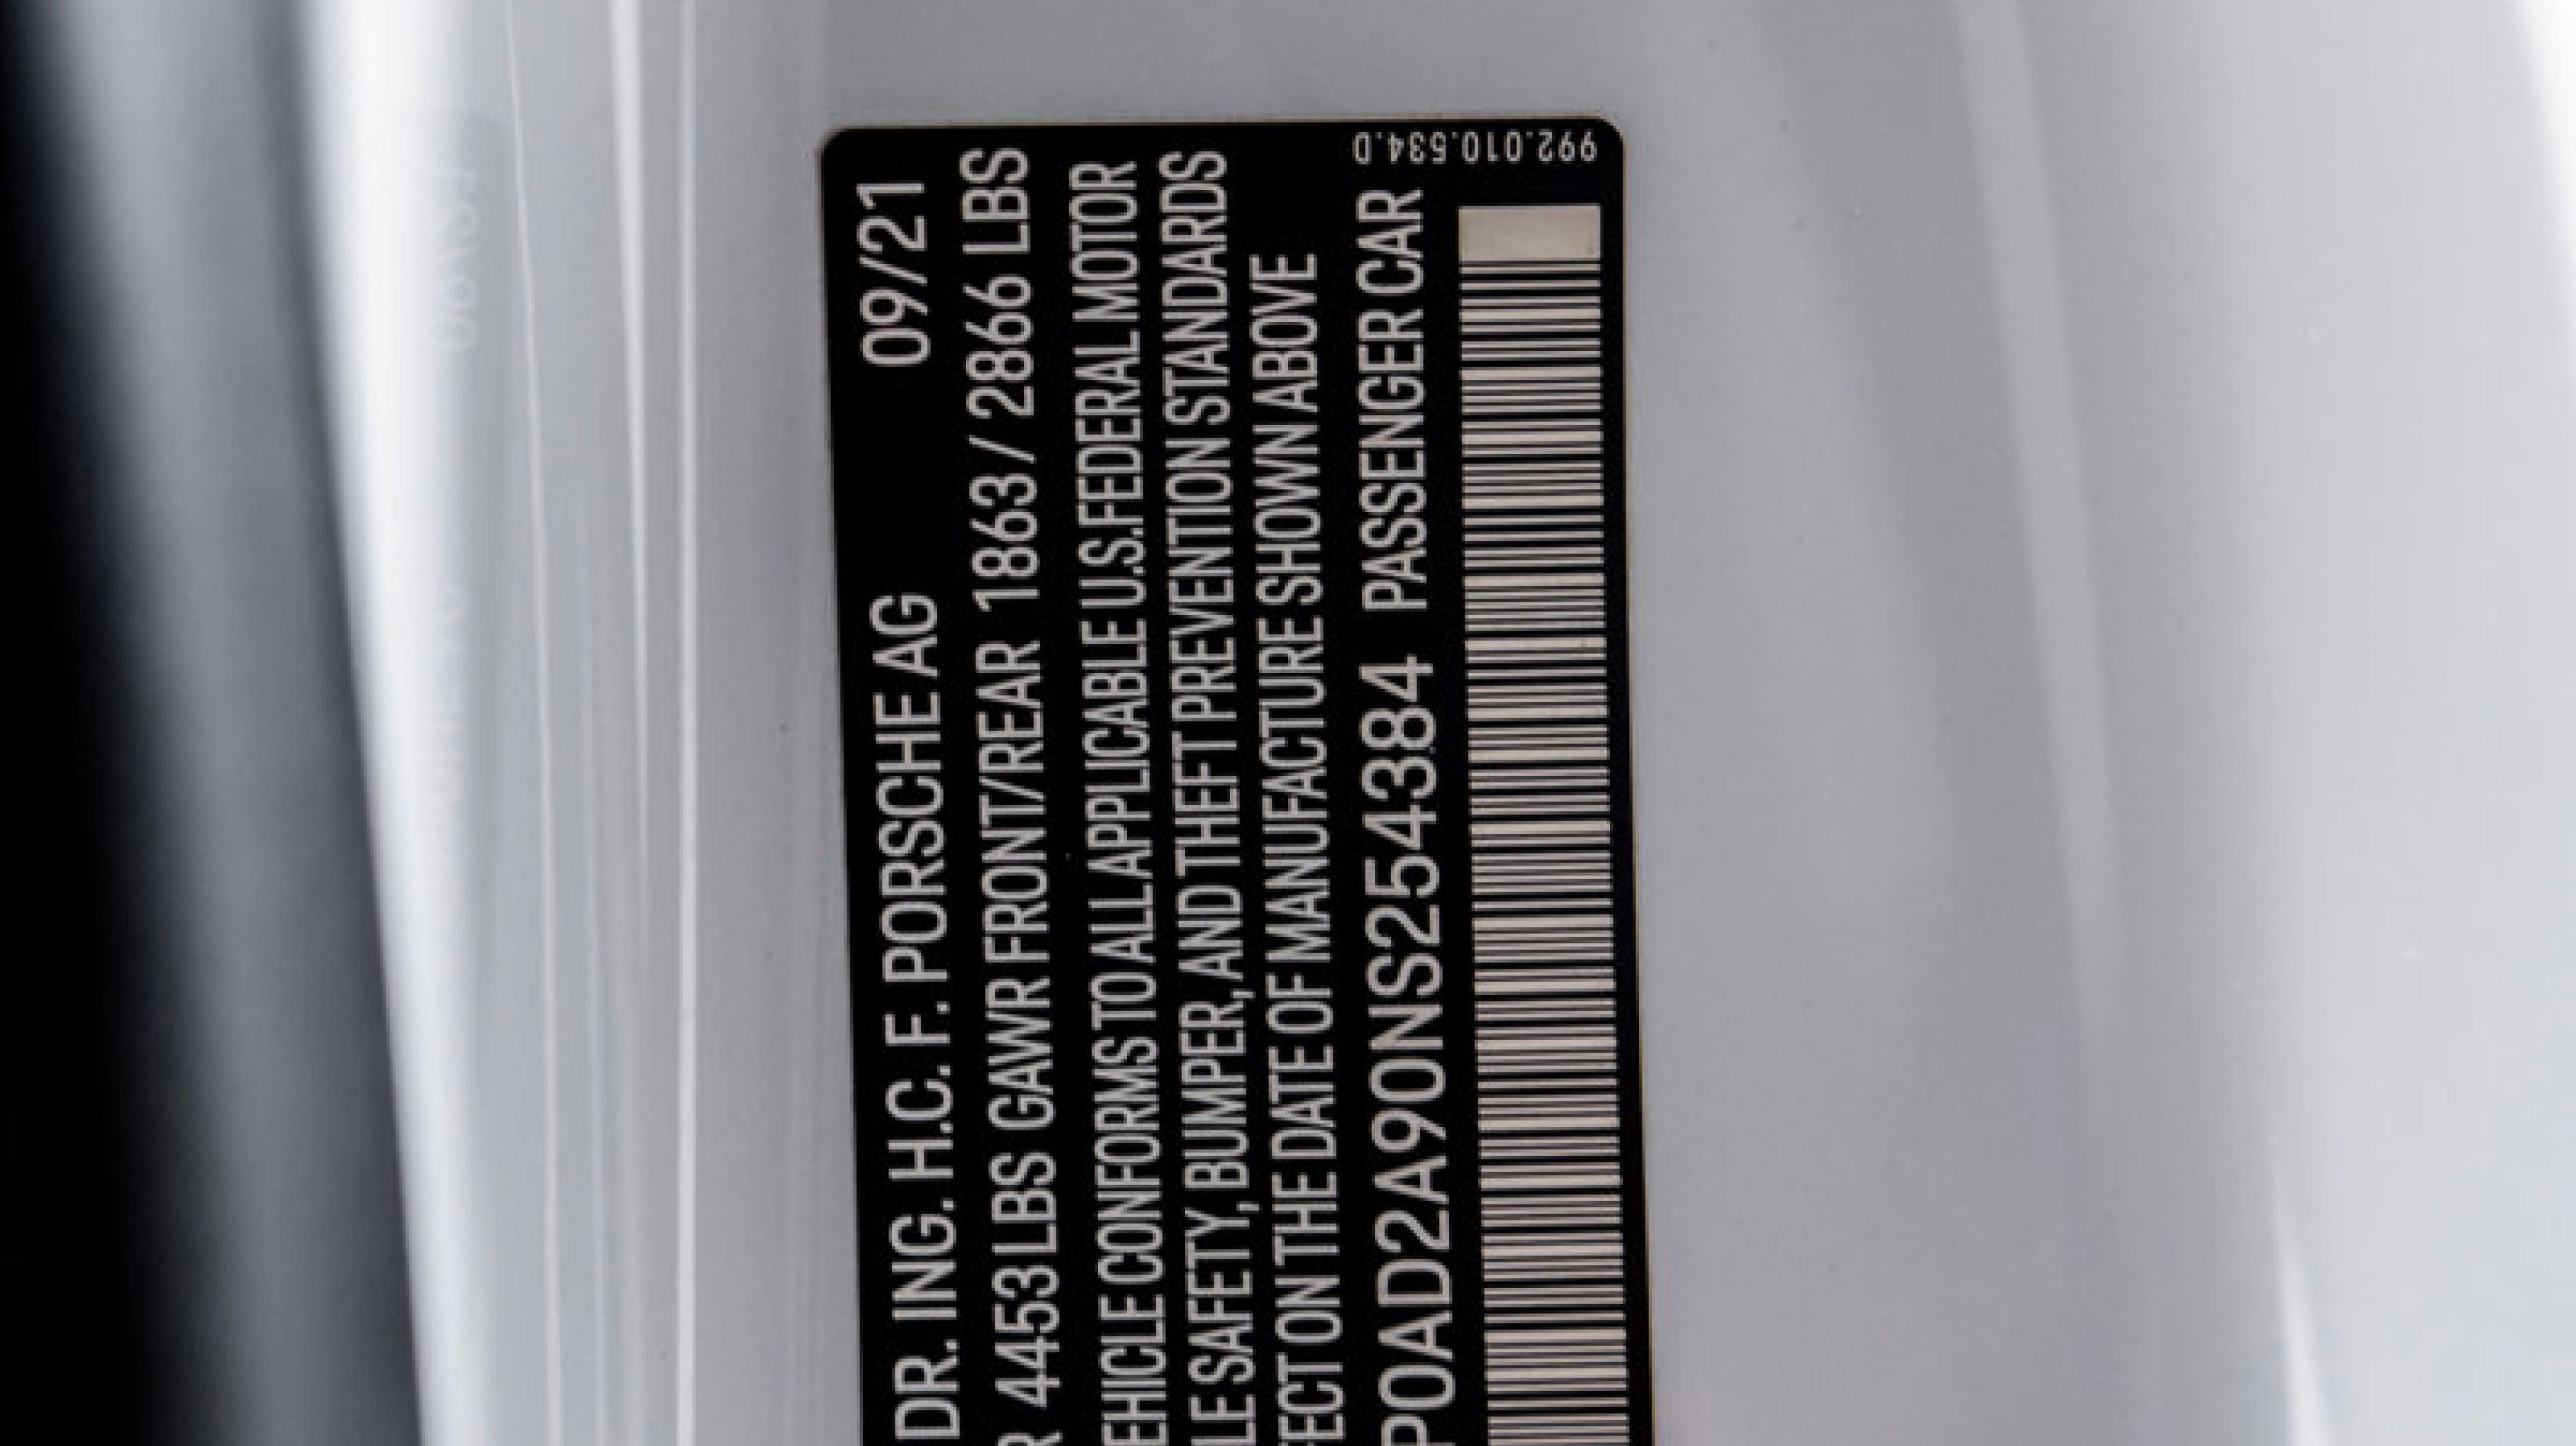 DR. ING. H.C. F. PORSCHE AG 09/21
R 4453 LBS GAWR FRONT/REAR 1863 / 2866 LBS
EHICLE CONFORMS TO ALL APPLICABLE U.S. FEDERAL MOTOR
LE SAFETY, BUMPER, AND THEFT PREVENTION STANDARDS
FECT ON THE DATE OF MANUFACTURE SHOWN ABOVE
P0AD2A90NS254384 PASSENGER CAR
992.010.534.D